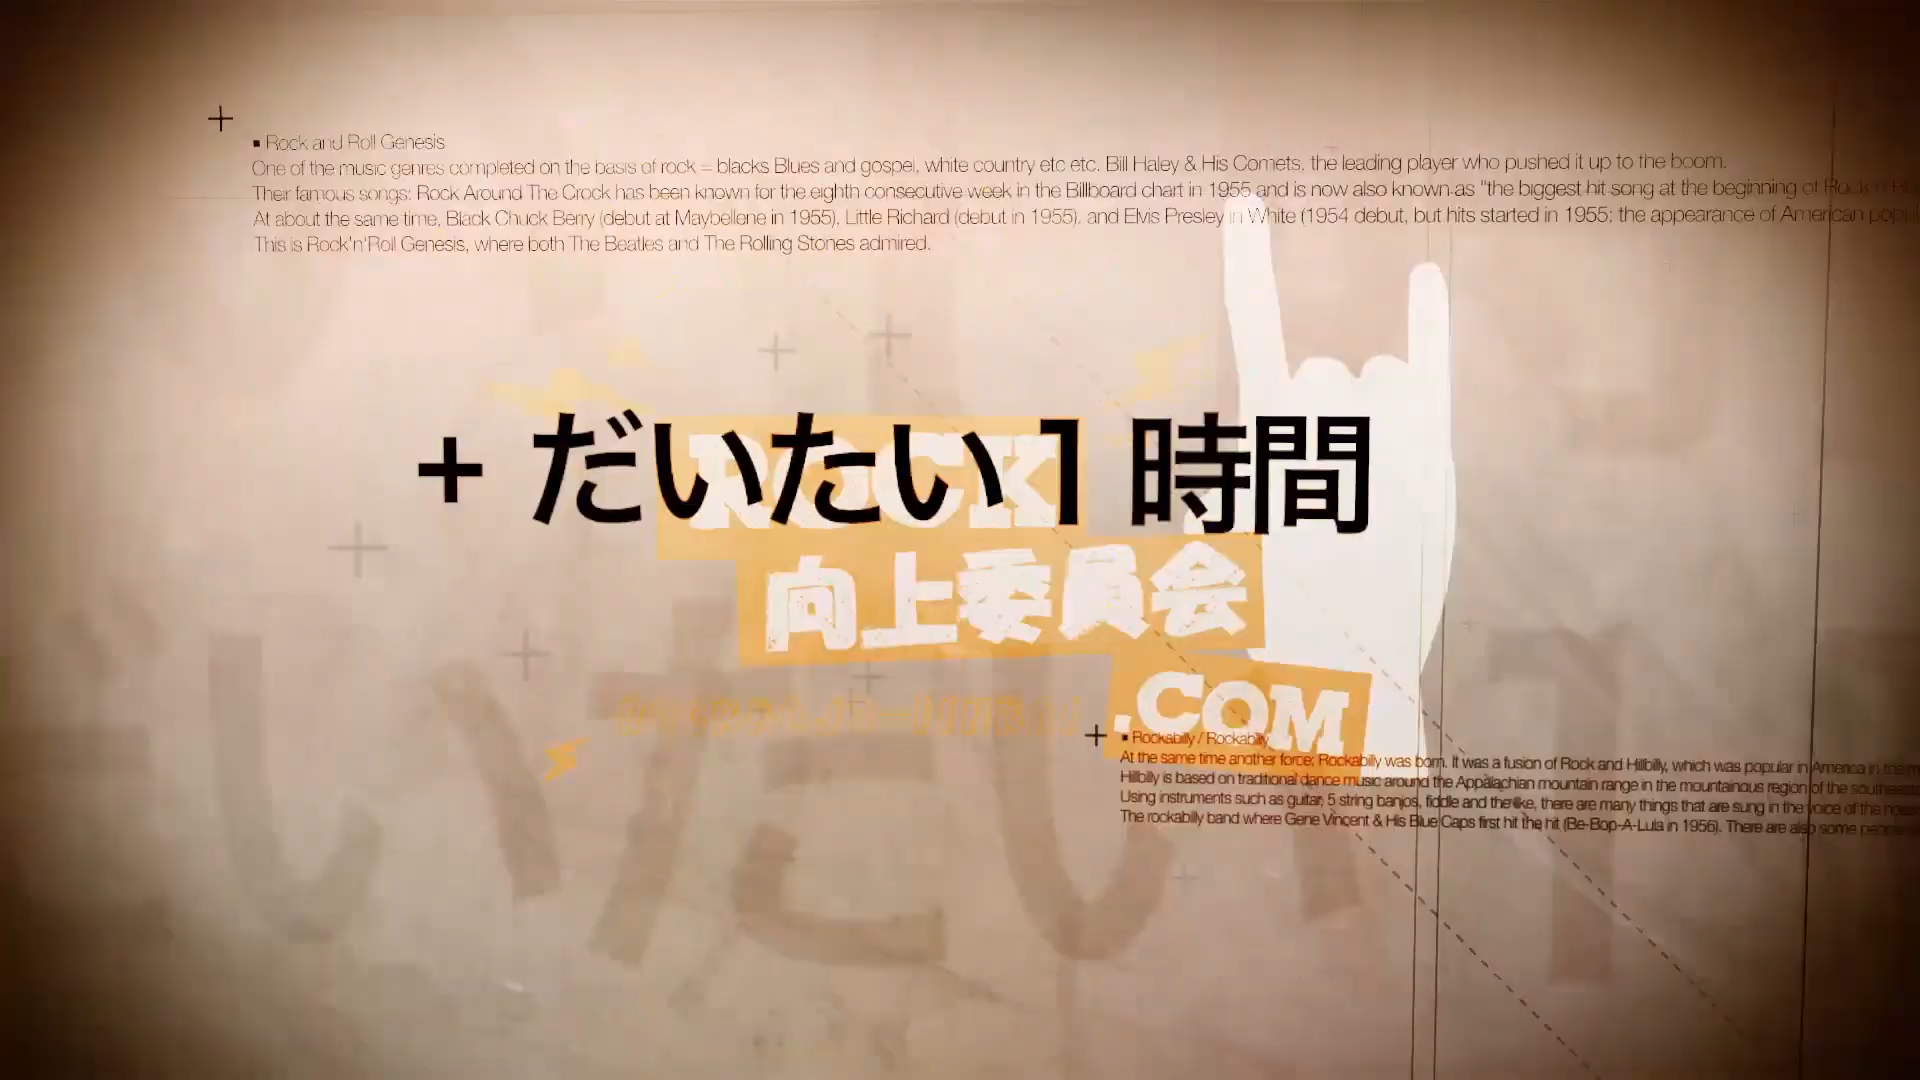 ▪ Rock and Roll Genesis
One of the music genres completed on the basis of rock = blacks Blues and gospel, white country etc etc. Bill Haley & His Comets, the leading player who pushed it up to the boom.
Their famous songs: Rock Around The Crock has been known for the eighth consecutive week in the Billboard chart in 1955 and is now also known as "the biggest hit song at the beginning of Rock
At about the same time, Black Chuck Berry (debut at Maybellene in 1955), Little Richard (debut in 1955), and Elvis Presley in White (1954 debut, but hits started in 1955; the appearance of American
This is Rock'n'Roll Genesis, where both The Beatles and The Rolling Stones admired.
+ だいたい1時間
ROCK
向上委員会
.COM
▪ Rockabilly / Rockabilly
At the same time another force: Rockabilly was born. It was a fusion of Rock and Hillbilly, which was popular in America in
Hillbilly is based on traditional dance music around the Appalachian mountain range in the mountainous region of the
Using instruments such as guitar, 5 string banjos, fiddle and the like, there are many things that are sung in the voice of the
The rockabilly band where Gene Vincent & His Blue Caps first hit the hit (Be-Bop-A-Lula in 1956). There are also some